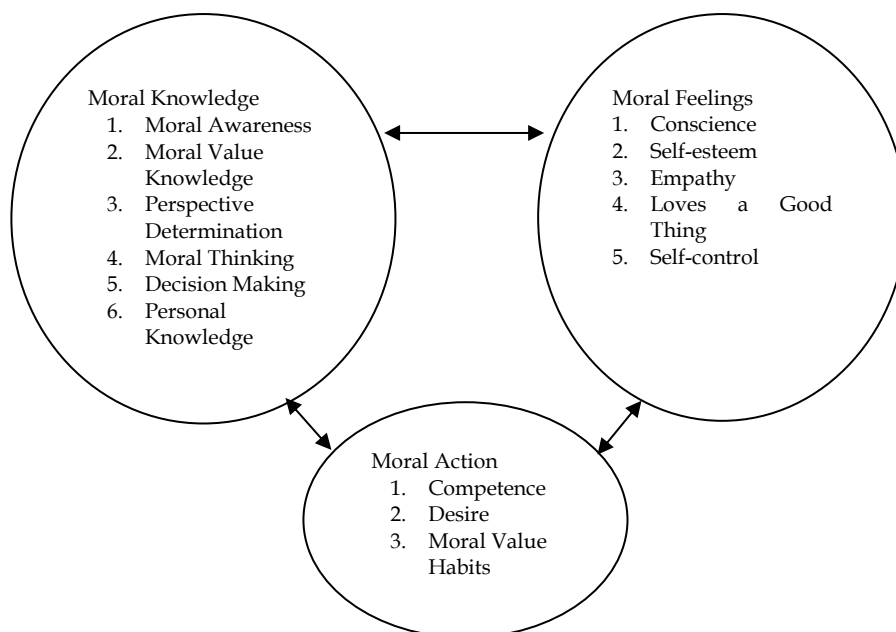 Moral Knowledge
1. Moral Awareness
2. Moral Value
Knowledge
3. Perspective
Determination
4. Moral Thinking
5. Decision Making
6. Personal
Knowledge
Moral Feelings
1. Conscience
2. Self-esteem
3. Empathy
4. Loves a Good
Thing
5. Self-control
Moral Action
1. Competence
2. Desire
3. Moral Value
Habits